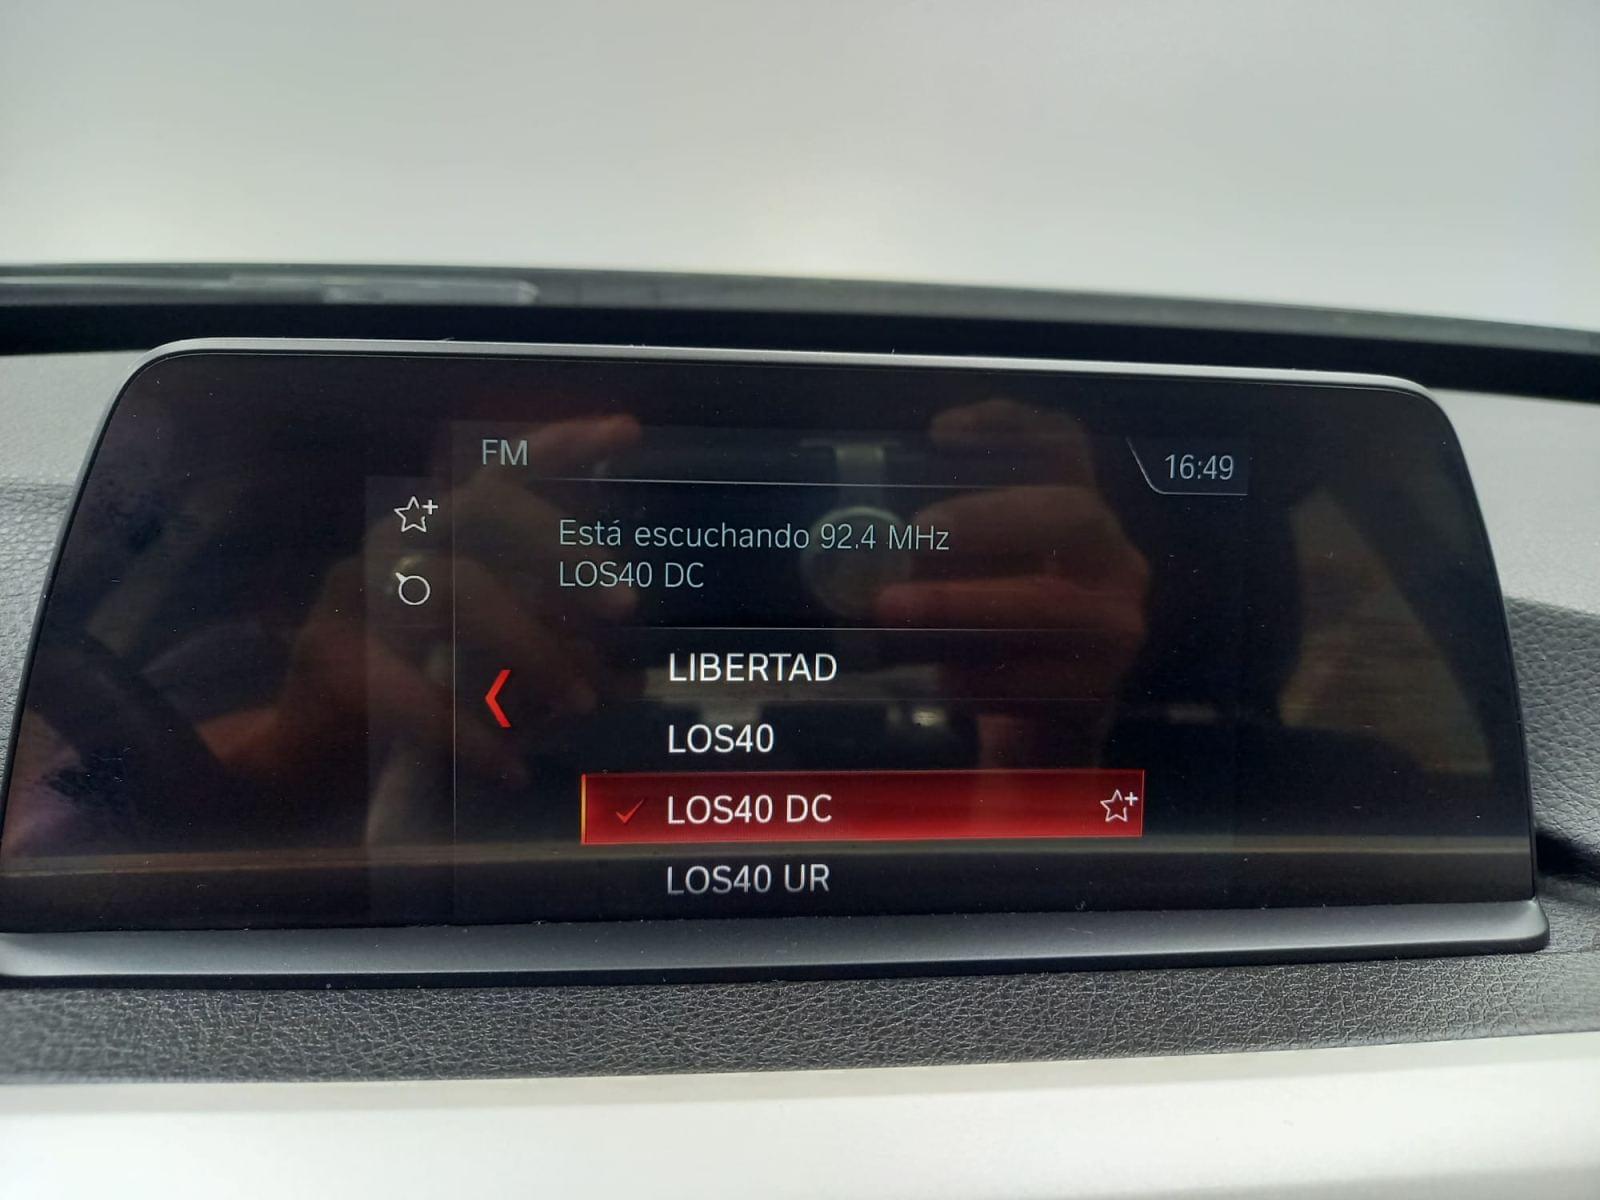 FM
16:49
Está escuchando 92.4 MHz
LOS40 DC
LIBERTAD
LOS40
LOS40 DC
LOS40 UR